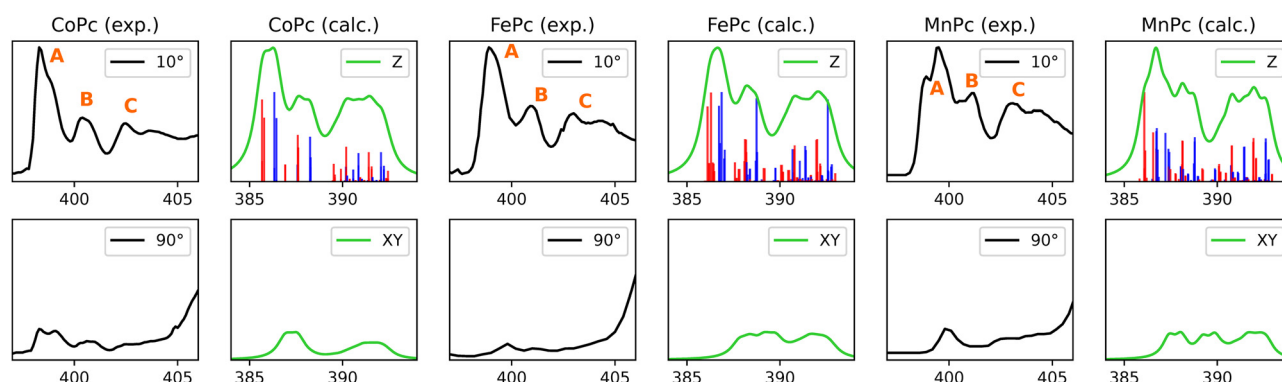 CoPc (exp.) CoPc (calc.) FePc (exp.) FePc (calc.) MnPc (exp.) MnPc (calc.)
A 10° Z A 10° Z 10° Z
B C B C A B C
400 405 385 390 400 405 385 390 400 405 385 390
90° XY 90° XY 90° XY
400 405 385 390 400 405 385 390 400 405 385 390